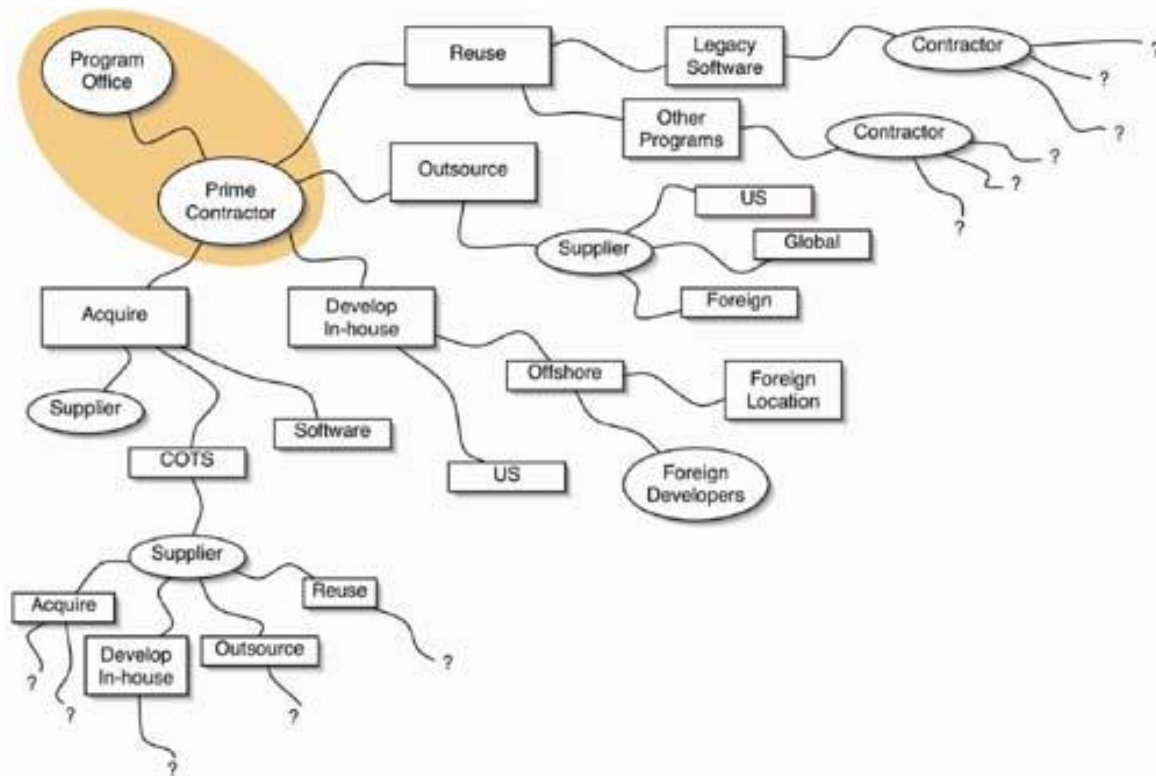 Program
Office
Reuse
Legacy
Software
Contractor
?
?
?
Other
Programs
Contractor
?
?
?
Prime
Contractor
Outsource
US
Supplier
Global
Foreign
Acquire
Develop
In-house
Offshore
Foreign
Location
Supplier
Software
COTS
US
Foreign
Developers
Supplier
Acquire
Reuse
Develop
In-house
Outsource
?
?
?
?
?